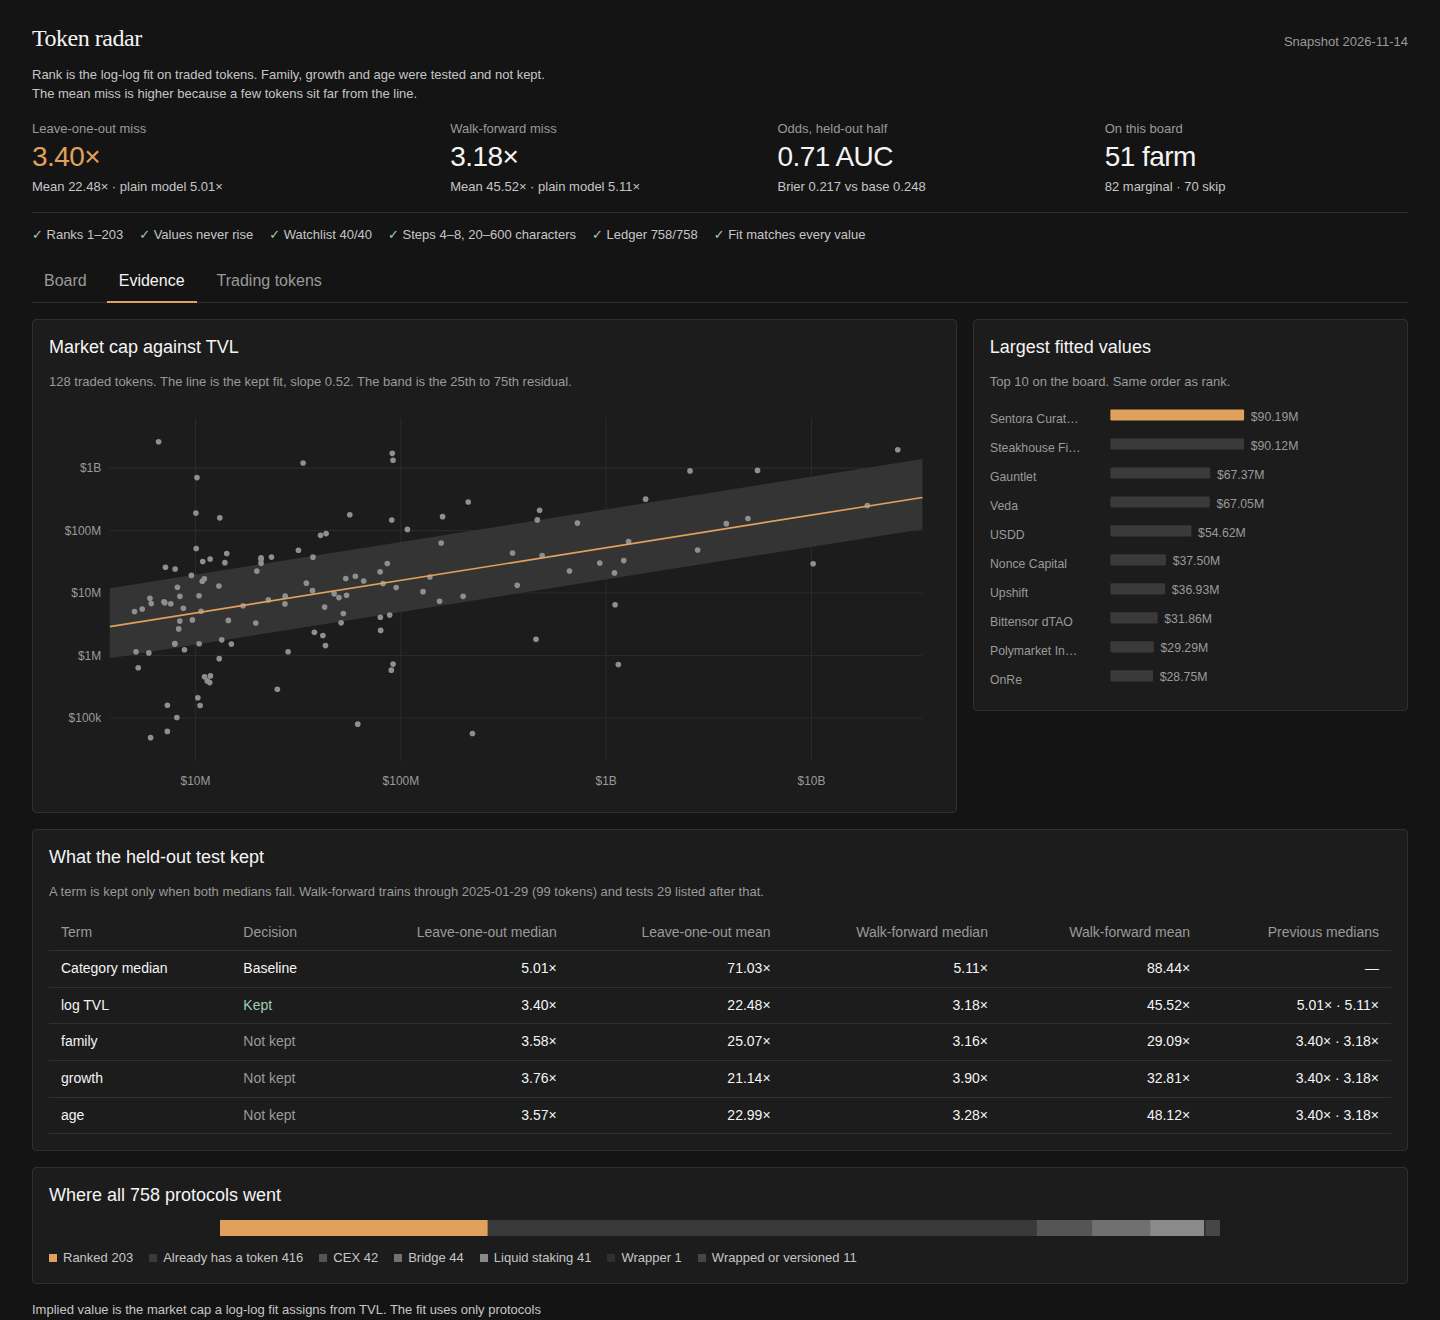 Token radar
Snapshot 2026-11-14
Rank is the log-log fit on traded tokens. Family, growth and age were tested and not kept.
The mean miss is higher because a few tokens sit far from the line.
Leave-one-out miss
3.40×
Mean 22.48× · plain model 5.01×
Walk-forward miss
3.18×
Mean 45.52× · plain model 5.11×
Odds, held-out half
0.71 AUC
Brier 0.217 vs base 0.248
On this board
51 farm
82 marginal · 70 skip
✓ Ranks 1–203 ✓ Values never rise ✓ Watchlist 40/40 ✓ Steps 4–8, 20–600 characters ✓ Ledger 758/758 ✓ Fit matches every value
Board Evidence Trading tokens
Market cap against TVL
128 traded tokens. The line is the kept fit, slope 0.52. The band is the 25th to 75th residual.
$1B
$100M
$10M
$1M
$100k
$10M $100M $1B $10B
Largest fitted values
Top 10 on the board. Same order as rank.
Sentora Curat… $90.19M
Steakhouse Fi… $90.12M
Gauntlet $67.37M
Veda $67.05M
USDD $54.62M
Nonce Capital $37.50M
Upshift $36.93M
Bittensor dTAO $31.86M
Polymarket In… $29.29M
OnRe $28.75M
What the held-out test kept
A term is kept only when both medians fall. Walk-forward trains through 2025-01-29 (99 tokens) and tests 29 listed after that.
Term Decision Leave-one-out median Leave-one-out mean Walk-forward median Walk-forward mean Previous medians
Category median Baseline 5.01× 71.03× 5.11× 88.44× —
log TVL Kept 3.40× 22.48× 3.18× 45.52× 5.01× · 5.11×
family Not kept 3.58× 25.07× 3.16× 29.09× 3.40× · 3.18×
growth Not kept 3.76× 21.14× 3.90× 32.81× 3.40× · 3.18×
age Not kept 3.57× 22.99× 3.28× 48.12× 3.40× · 3.18×
Where all 758 protocols went
Ranked 203 Already has a token 416 CEX 42 Bridge 44 Liquid staking 41 Wrapper 1 Wrapped or versioned 11
Implied value is the market cap a log-log fit assigns from TVL. The fit uses only protocols